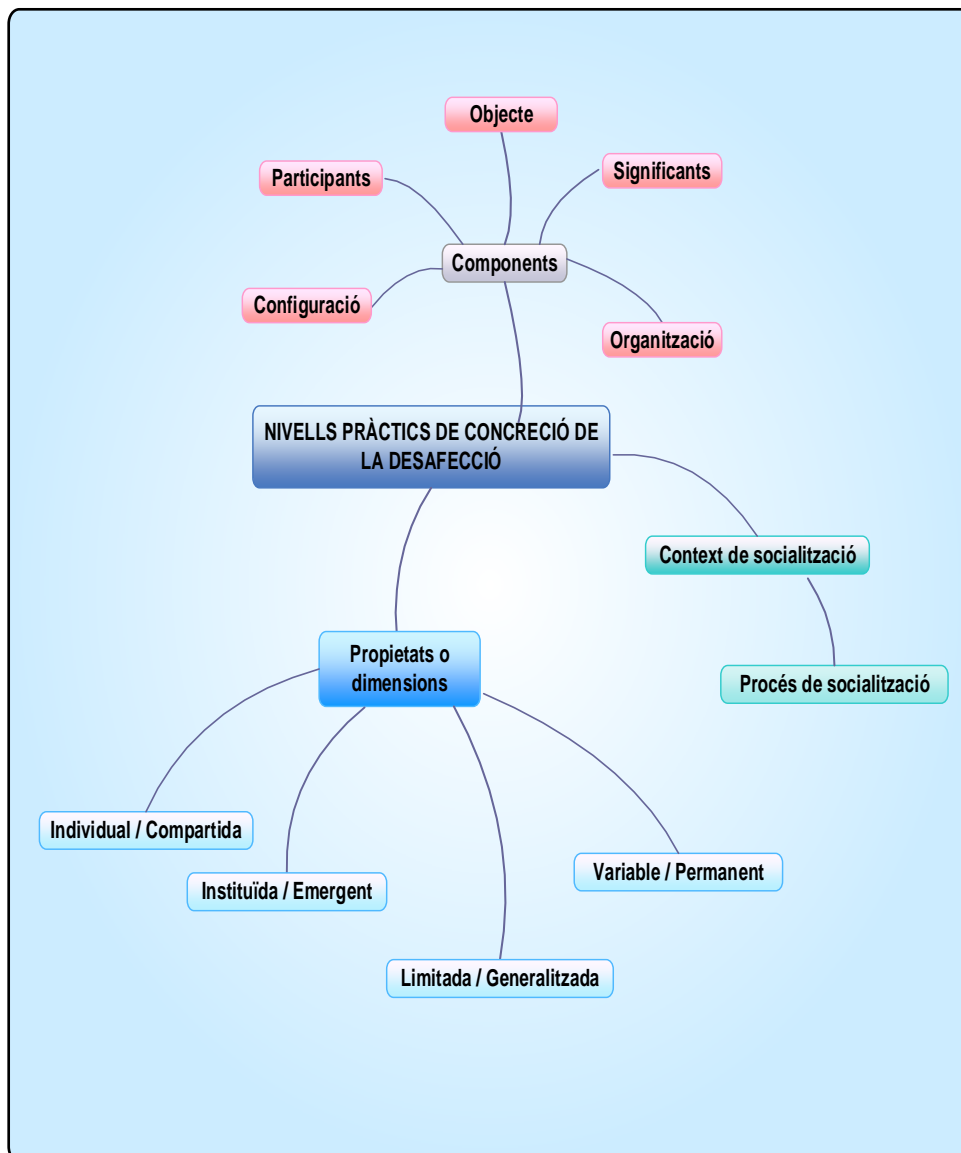 Objecte
Participants
Significants
Components
Configuració
Organització
NIVELLS PRÀCTICS DE CONCRECIÓ DE
LA DESAFECCIÓ
Context de socialització
Propietats o
dimensions
Procés de socialització
Individual / Compartida
Variable / Permanent
Instituïda / Emergent
Limitada / Generalitzada